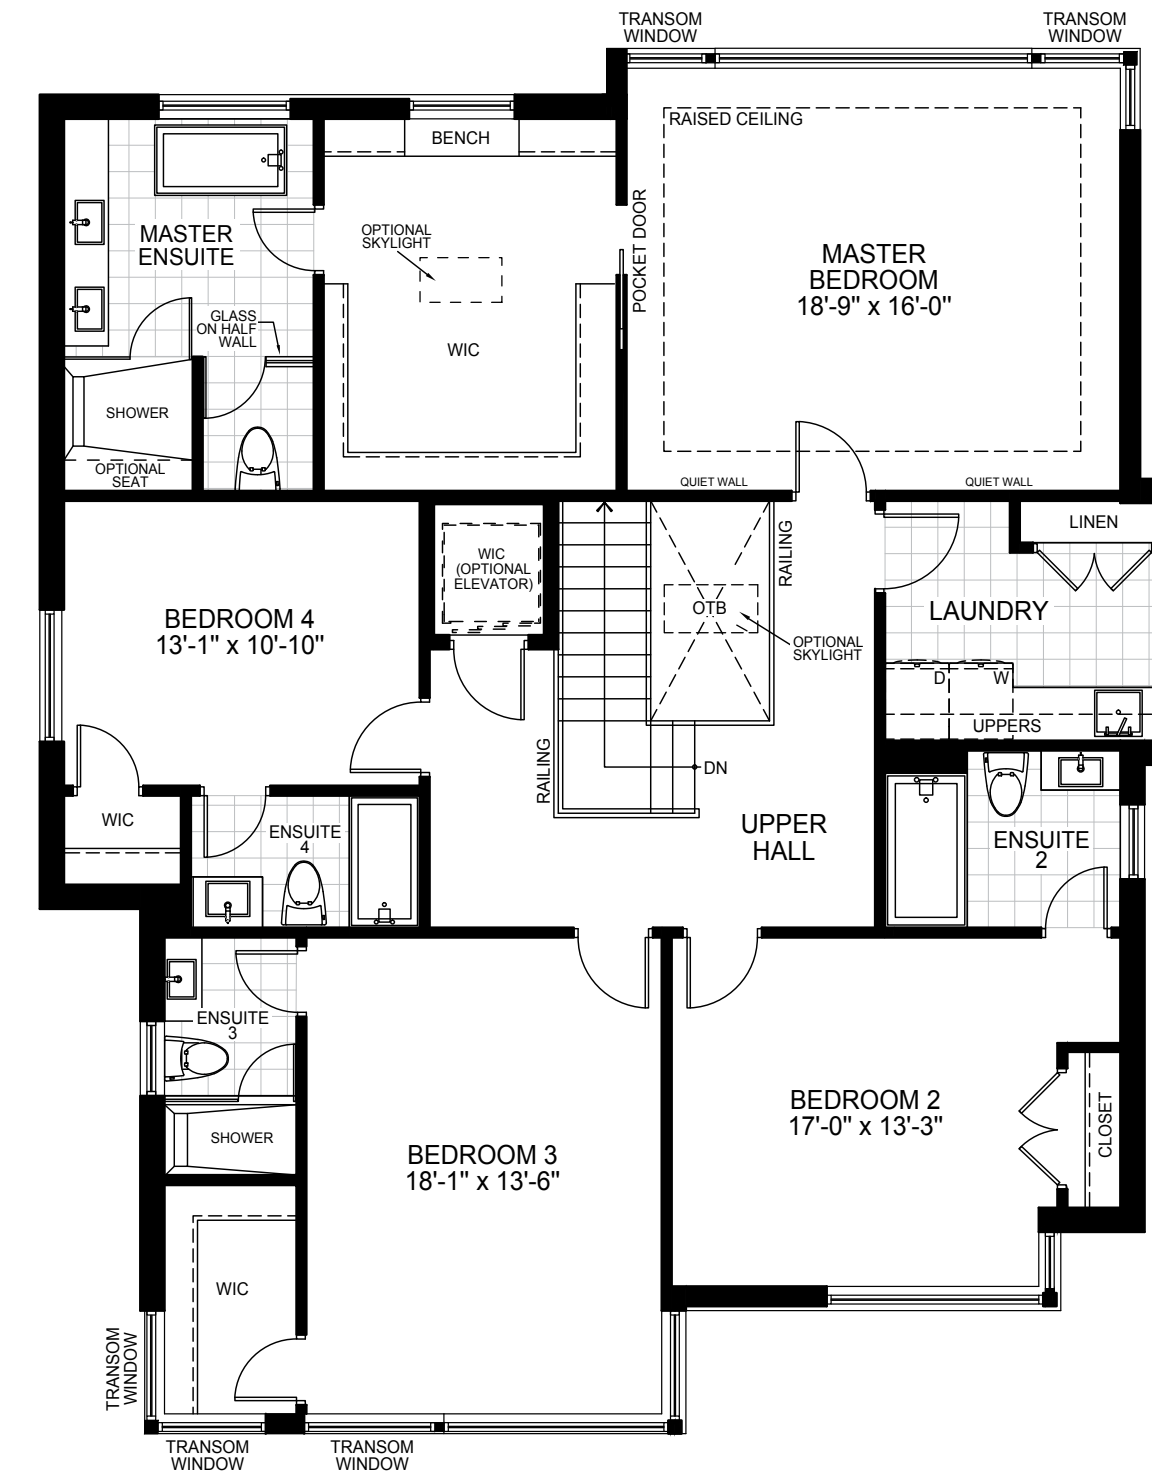 TRANSOM
WINDOW
TRANSOM
WINDOW
BENCH
RAISED CEILING
MASTER
ENSUITE
OPTIONAL
SKYLIGHT
POCKET DOOR
MASTER
BEDROOM
18'-9" x 16'-0"
GLASS
ON HALF
WALL
WIC
SHOWER
OPTIONAL
SEAT
QUIET WALL
QUIET WALL
WIC
(OPTIONAL
ELEVATOR)
RAILING
LINEN
BEDROOM 4
13'-1" x 10'-10"
OTB
OPTIONAL
SKYLIGHT
LAUNDRY
D
W
UPPERS
RAILING
DN
WIC
ENSUITE
4
UPPER
HALL
ENSUITE
2
ENSUITE
3
SHOWER
BEDROOM 3
18'-1" x 13'-6"
BEDROOM 2
17'-0" x 13'-3"
CLOSET
WIC
TRANSOM
WINDOW
TRANSOM
WINDOW
TRANSOM
WINDOW